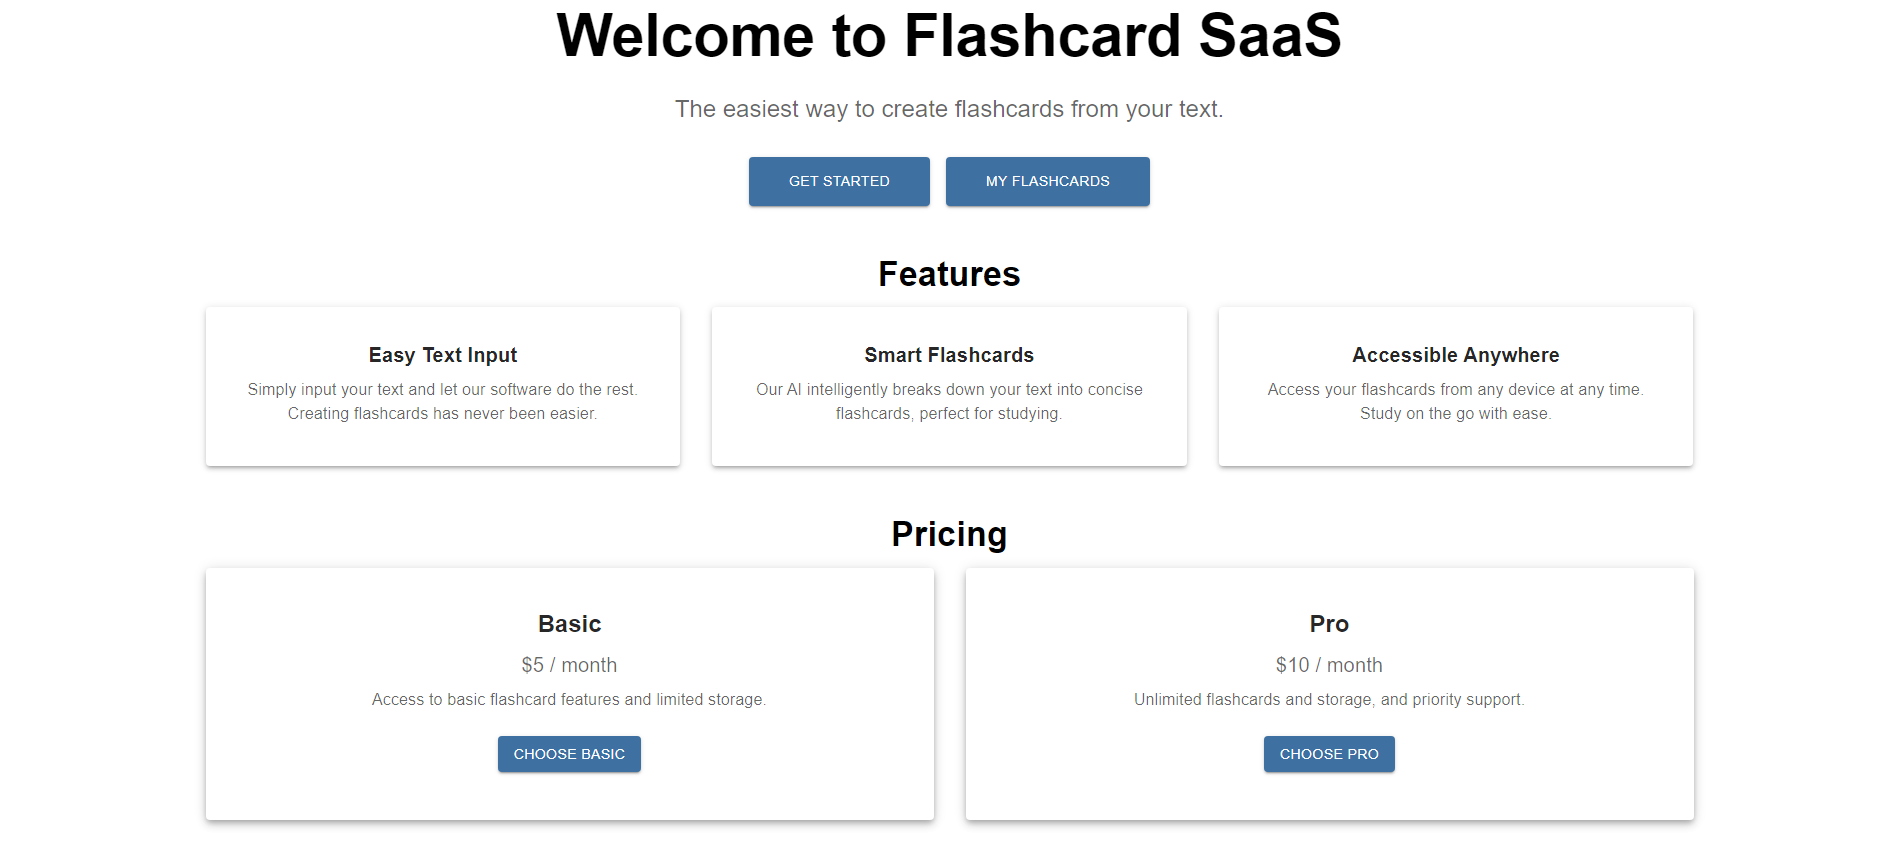 Welcome to Flashcard SaaS
The easiest way to create flashcards from your text.
GET STARTED
MY FLASHCARDS
Features
Easy Text Input
Simply input your text and let our software do the rest.
Creating flashcards has never been easier.
Smart Flashcards
Our AI intelligently breaks down your text into concise
flashcards, perfect for studying.
Accessible Anywhere
Access your flashcards from any device at any time.
Study on the go with ease.
Pricing
Basic
$5 / month
Access to basic flashcard features and limited storage.
CHOOSE BASIC
Pro
$10 / month
Unlimited flashcards and storage, and priority support.
CHOOSE PRO